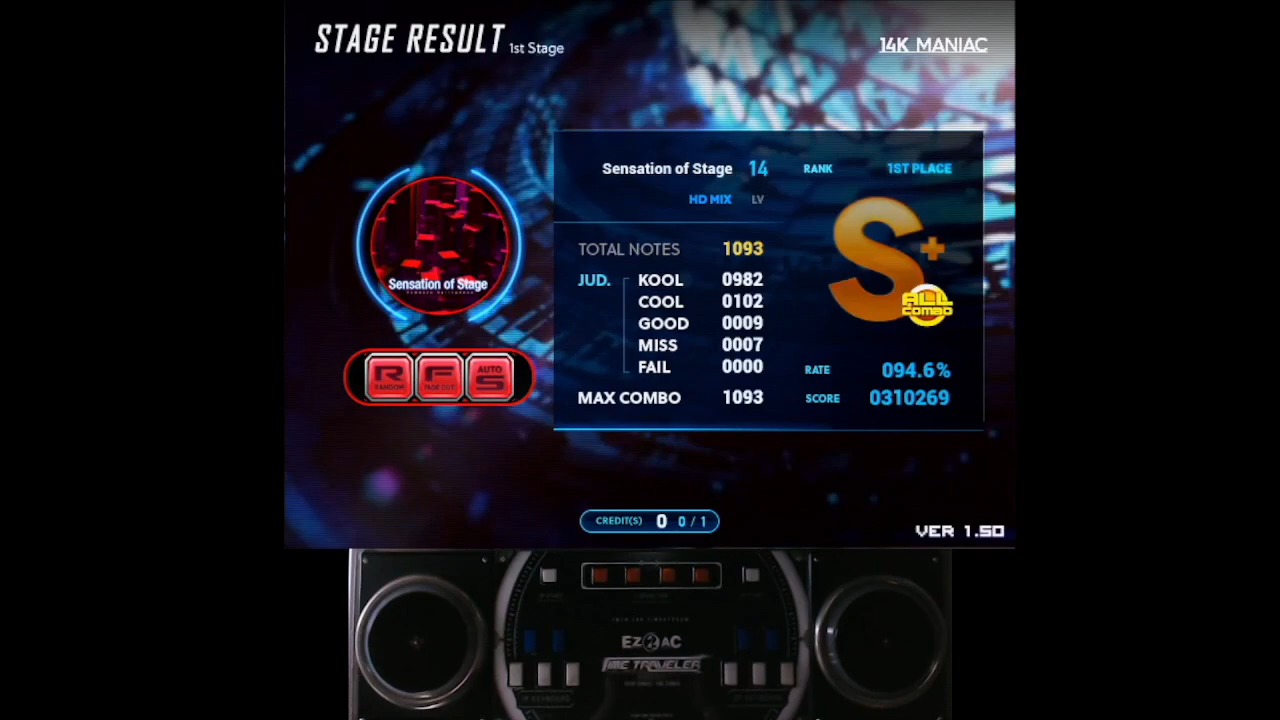 STAGE RESULT 1st Stage
14K MANIAC
Sensation of Stage 14 RANK 1ST PLACE
HD MIX LV
S+
ALL COMBO
TOTAL NOTES 1093
JUD. KOOL 0982
COOL 0102
GOOD 0009
MISS 0007
FAIL 0000
RATE 094.6%
MAX COMBO 1093
SCORE 0310269
Sensation of Stage
R RANDOM
F FADE OUT
AUTO S
CREDIT(S) 0 0 / 1
VER 1.50
EZ2AC
TIME TRAVELER